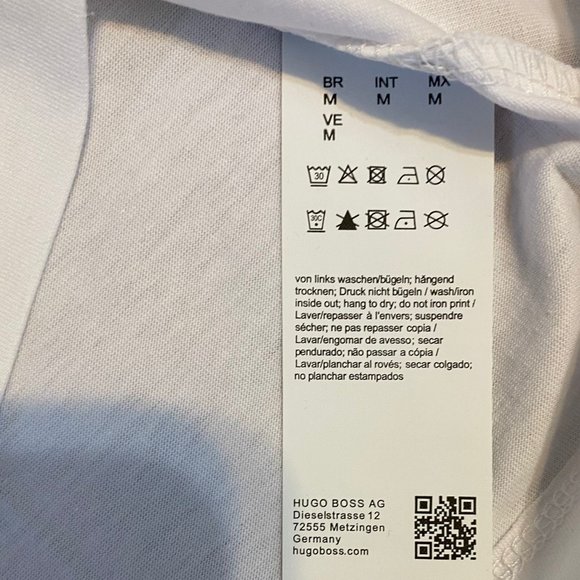 BR INT MX
M M M
VE
M
30
30C
von links waschen/bügeln; hängend
trocknen; Druck nicht bügeln / wash/iron
inside out; hang to dry; do not iron print /
Laver/repasser à l'envers; suspendre
sécher; ne pas repasser copia /
Lavar/engomar de avesso; secar
pendurado; não passar a cópia /
Lavar/planchar al rovés; secar colgado;
no planchar estampados
HUGO BOSS AG
Dieselstrasse 12
72555 Metzingen
Germany
hugoboss.com